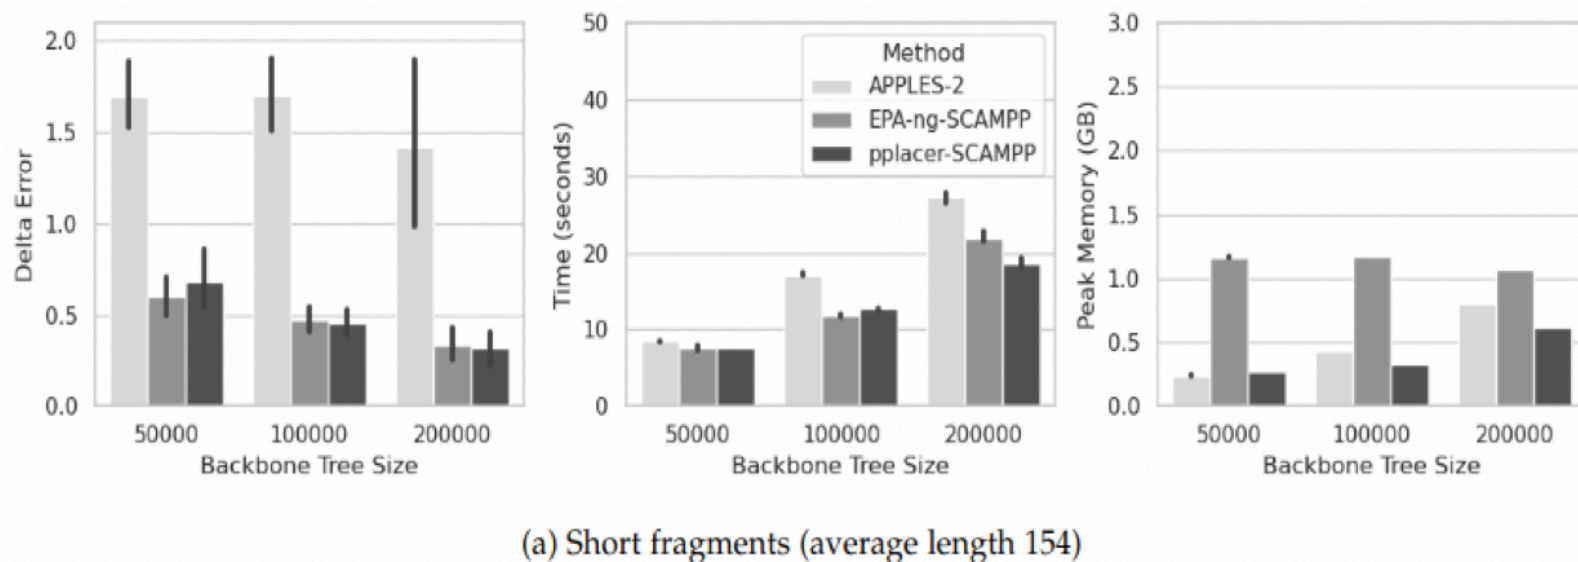 2.0
1.5
1.0
0.5
0.0
Delta Error
50000 100000 200000
Backbone Tree Size
50
40
30
20
10
0
Time (seconds)
Method
APPLES-2
EPA-ng-SCAMPP
pplacer-SCAMPP
50000 100000 200000
Backbone Tree Size
3.0
2.5
2.0
1.5
1.0
0.5
0.0
Peak Memory (GB)
50000 100000 200000
Backbone Tree Size
(a) Short fragments (average length 154)